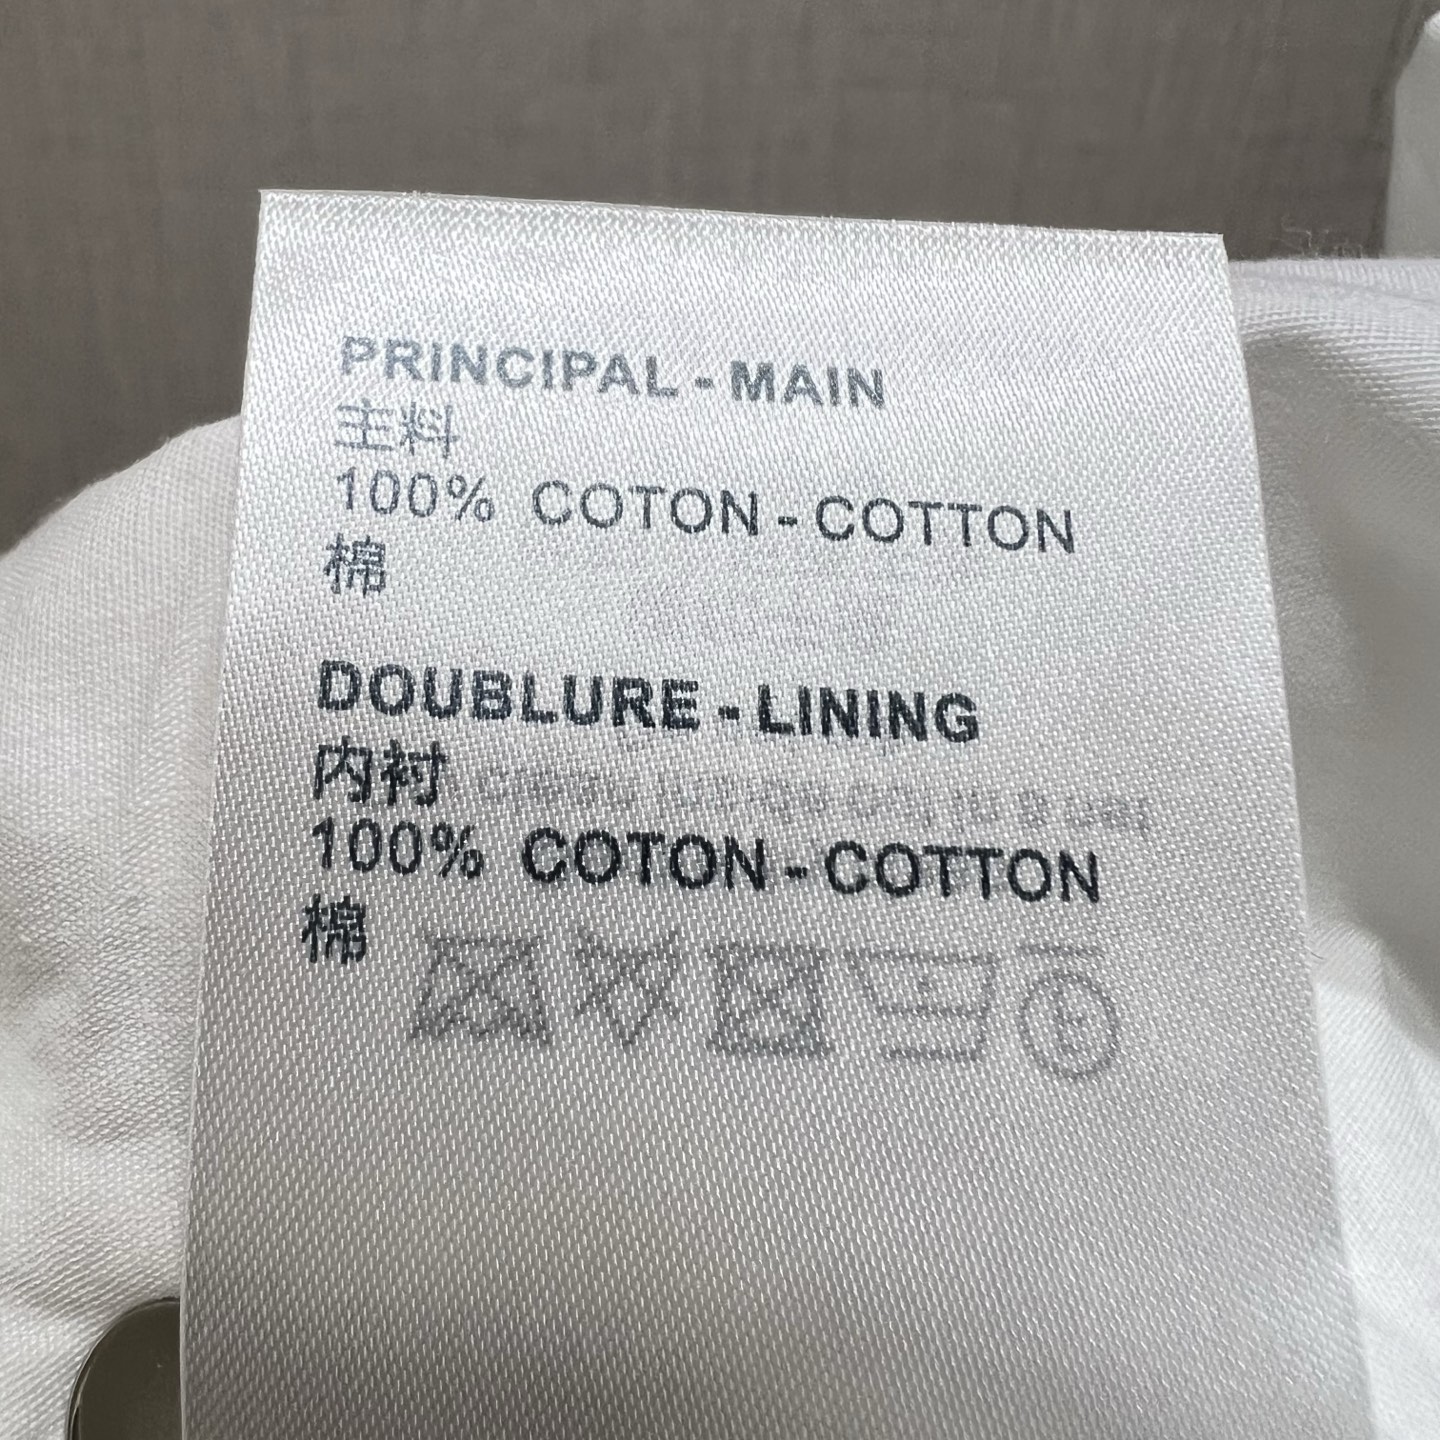 PRINCIPAL - MAIN
主料
100% COTON - COTTON
棉
DOUBLURE - LINING
内衬
100% COTON - COTTON
棉